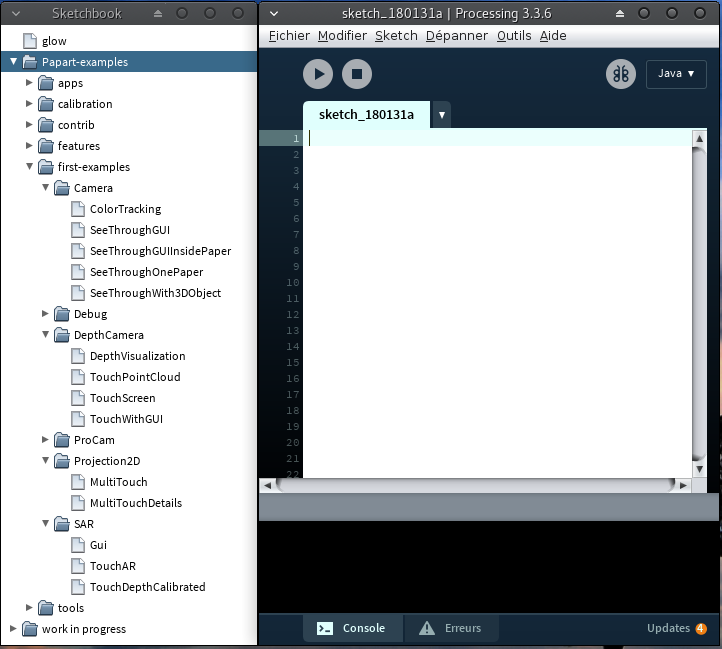 Sketchbook
glow
Papart-examples
apps
calibration
contrib
features
first-examples
Camera
ColorTracking
SeeThroughGUI
SeeThroughGUIInsidePaper
SeeThroughOnePaper
SeeThroughWith3DObject
Debug
DepthCamera
DepthVisualization
TouchPointCloud
TouchScreen
TouchWithGUI
ProCam
Projection2D
MultiTouch
MultiTouchDetails
SAR
Gui
TouchAR
TouchDepthCalibrated
tools
work in progress
sketch_180131a | Processing 3.3.6
Fichier Modifier Sketch Dépanner Outils Aide
Java
sketch_180131a
1
2
3
4
5
6
7
8
9
10
11
12
13
14
15
16
17
18
19
20
21
22
Console Erreurs Updates 4